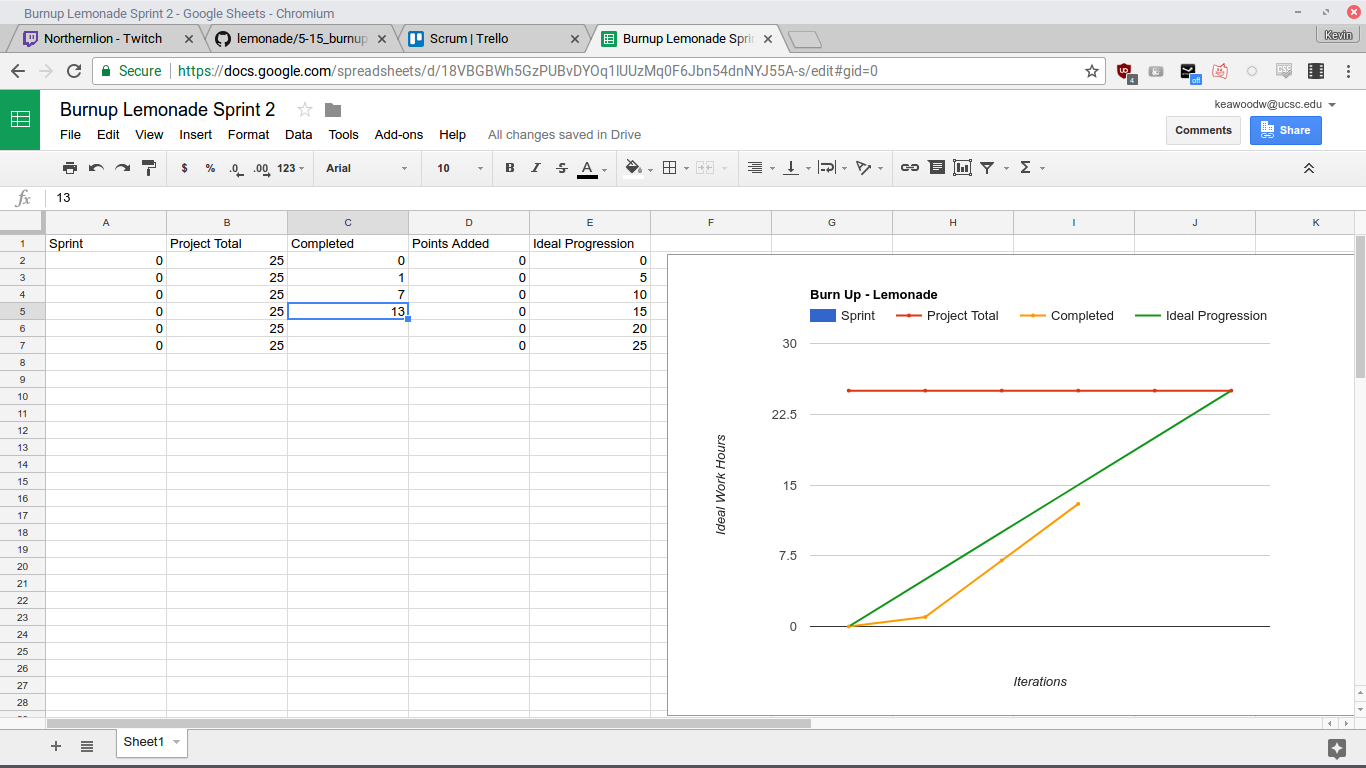 Burnup Lemonade Sprint 2 - Google Sheets - Chromium
Northernlion - Twitch
lemonade/5-15_burnup
Scrum | Trello
Burnup Lemonade Sprin
Kevin
Secure
https://docs.google.com/spreadsheets/d/18VBGBWh5GzPUBvDYOq1IUUzMq0F6Jbn54dnNYJ55A-s/edit#gid=0
4
off
Burnup Lemonade Sprint 2
keawoodw@ucsc.edu
File Edit View Insert Format Data Tools Add-ons Help All changes saved in Drive
Comments
Share
$ % .0 .00 123 Arial 10 B I S A Σ
fx 13
A B C D E F G H I J K
1 Sprint Project Total Completed Points Added Ideal Progression
2 0 25 0 0 0
3 0 25 1 0 5
4 0 25 7 0 10
5 0 25 13 0 15
6 0 25 0 20
7 0 25 0 25
8
9
10
11
12
13
14
15
16
17
18
19
20
21
22
23
24
25
26
27
28
Burn Up - Lemonade
Sprint Project Total Completed Ideal Progression
30
22.5
15
7.5
0
Ideal Work Hours
Iterations
Sheet1